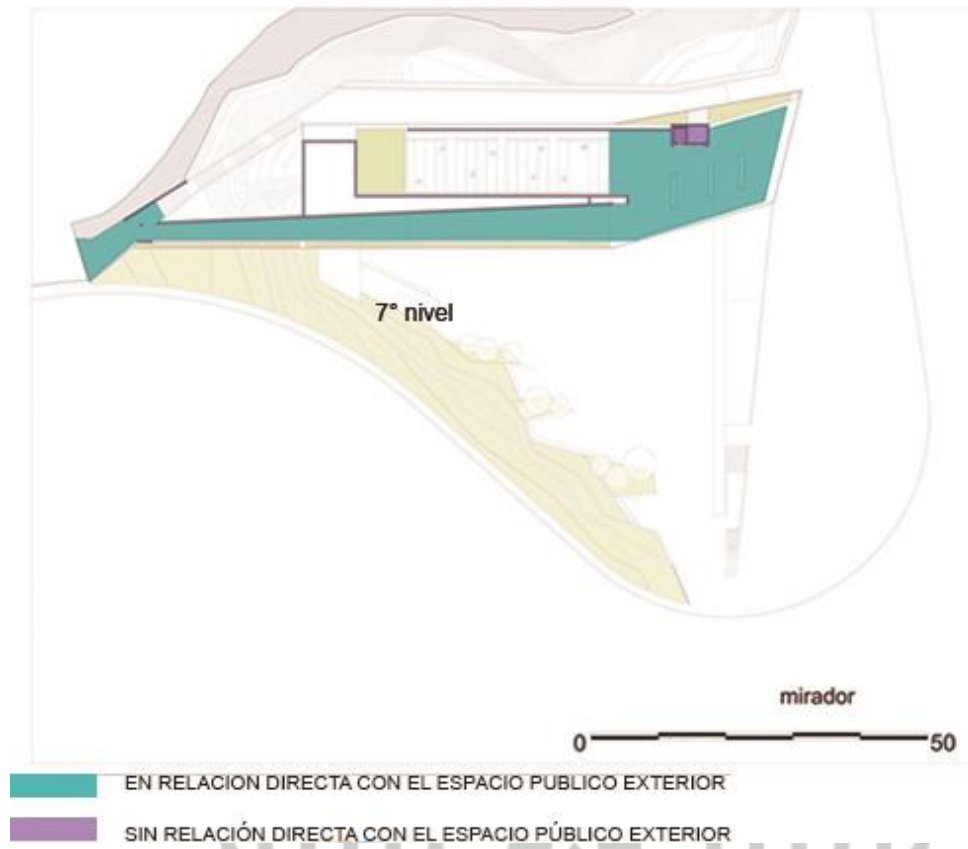 7° nivel
mirador
0 50
EN RELACION DIRECTA CON EL ESPACIO PUBLICO EXTERIOR
SIN RELACIÓN DIRECTA CON EL ESPACIO PÚBLICO EXTERIOR